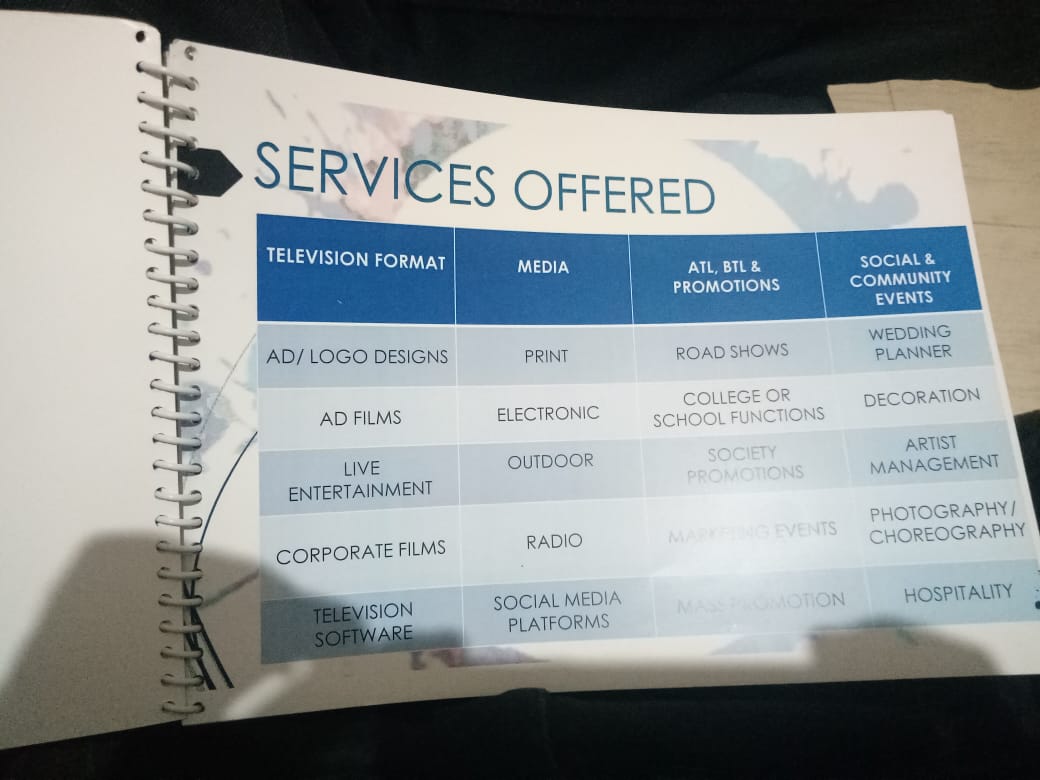 SERVICES OFFERED
TELEVISION FORMAT
MEDIA
ATL, BTL &
PROMOTIONS
SOCIAL &
COMMUNITY
EVENTS
AD/ LOGO DESIGNS
PRINT
ROAD SHOWS
WEDDING
PLANNER
AD FILMS
ELECTRONIC
COLLEGE OR
SCHOOL FUNCTIONS
DECORATION
LIVE
ENTERTAINMENT
OUTDOOR
SOCIETY
PROMOTIONS
ARTIST
MANAGEMENT
CORPORATE FILMS
RADIO
MARKETING EVENTS
PHOTOGRAPHY/
CHOREOGRAPHY
TELEVISION
SOFTWARE
SOCIAL MEDIA
PLATFORMS
MASS PROMOTION
HOSPITALITY